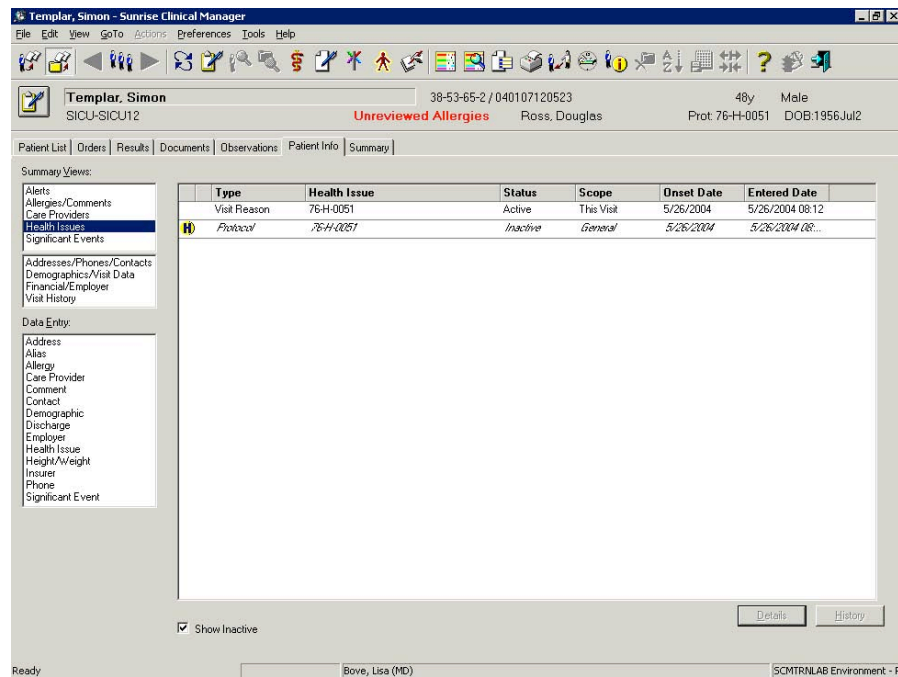 Templar, Simon - Sunrise Clinical Manager
File Edit View GoTo Actions Preferences Tools Help
Templar, Simon 38-53-65-2 / 040107120523 48y Male
SICU-SICU12 Unreviewed Allergies Ross, Douglas Prot: 76-H-0051 DOB:1956Jul2
Patient List Orders Results Documents Observations Patient Info Summary
Summary Views:
Alerts
Allergies/Comments
Care Providers
Health Issues
Significant Events
Addresses/Phones/Contacts
Demographics/Visit Data
Financial/Employer
Visit History
Data Entry:
Address
Alias
Allergy
Care Provider
Comment
Contact
Demographic
Discharge
Employer
Health Issue
Height/Weight
Insurer
Phone
Significant Event
Type Health Issue Status Scope Onset Date Entered Date
Visit Reason 76-H-0051 Active This Visit 5/26/2004 5/26/2004 08:12
H Protocol 76-H-0051 Inactive General 5/26/2004 5/26/2004 08:...
Show Inactive
Details History
Ready Bove, Lisa (MD) SCMTRNLAB Environment -